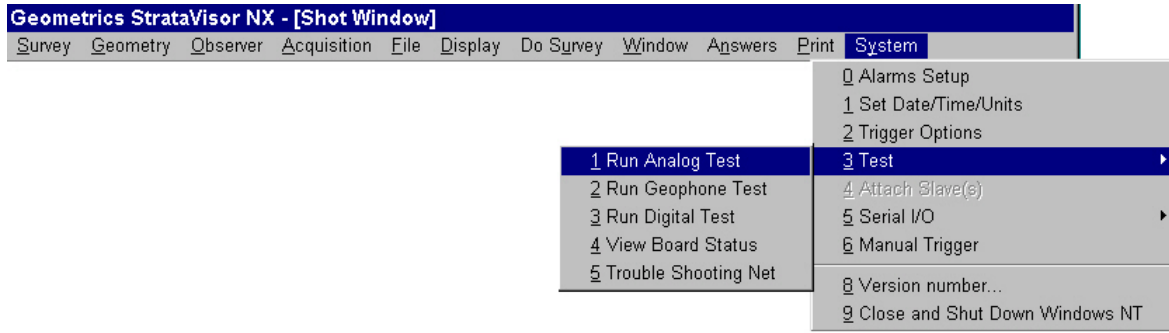 Geometrics StrataVisor NX - [Shot Window]
Survey Geometry Observer Acquisition File Display Do Survey Window Answers Print System
0 Alarms Setup
1 Set Date/Time/Units
2 Trigger Options
3 Test
4 Attach Slave(s)
5 Serial I/O
6 Manual Trigger
8 Version number...
9 Close and Shut Down Windows NT
1 Run Analog Test
2 Run Geophone Test
3 Run Digital Test
4 View Board Status
5 Trouble Shooting Net